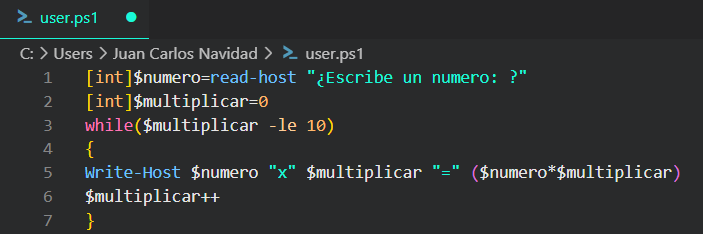 user.ps1
C: > Users > Juan Carlos Navidad > user.ps1
1 [int]$numero=read-host "¿Escribe un numero: ?"
2 [int]$multiplicar=0
3 while($multiplicar -le 10)
4 {
5 Write-Host $numero "x" $multiplicar "=" ($numero*$multiplicar)
6 $multiplicar++
7 }